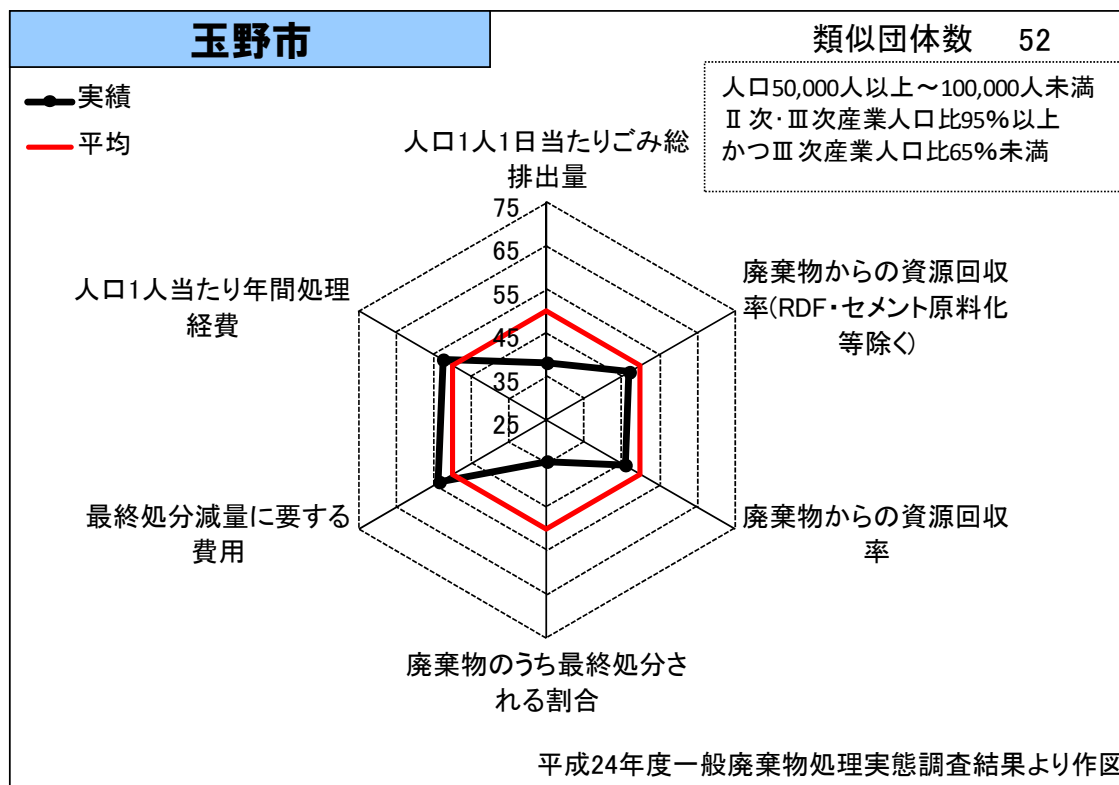 玉野市
類似団体数 52
実績
平均
人口50,000人以上～100,000人未満
Ⅱ次・Ⅲ次産業人口比95%以上
かつⅢ次産業人口比65%未満
人口1人1日当たりごみ総
排出量
75
65
55
45
35
25
廃棄物からの資源回収
率(RDF・セメント原料化
等除く)
人口1人当たり年間処理
経費
最終処分減量に要する
費用
廃棄物からの資源回収
率
廃棄物のうち最終処分さ
れる割合
平成24年度一般廃棄物処理実態調査結果より作図